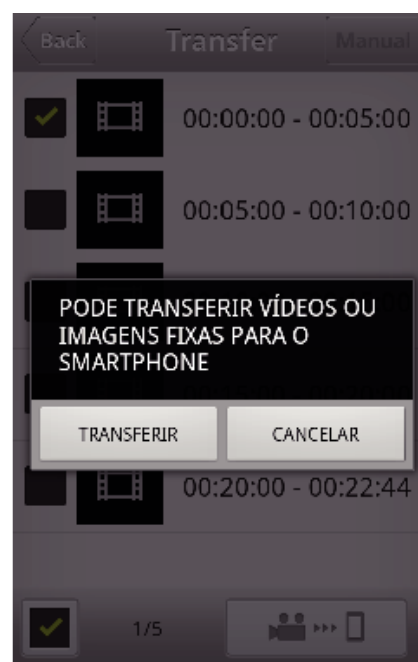 Back Transfer Manual
00:00:00 - 00:05:00
00:05:00 - 00:10:00
PODE TRANSFERIR VÍDEOS OU
IMAGENS FIXAS PARA O
SMARTPHONE
TRANSFERIR CANCELAR
00:20:00 - 00:22:44
1/5